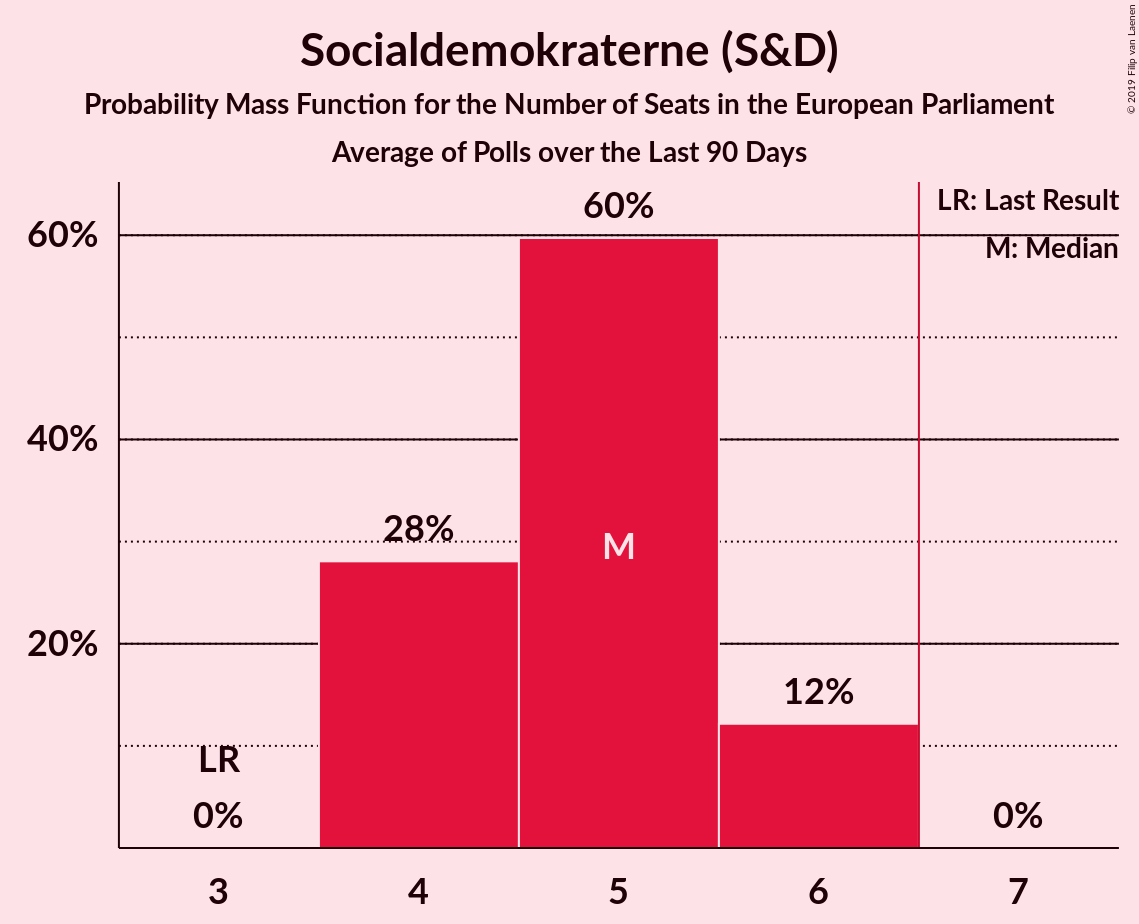 Socialdemokraterne (S&D)
Probability Mass Function for the Number of Seats in the European Parliament
Average of Polls over the Last 90 Days
© 2019 Filip van Laenen
LR: Last Result
M: Median
60%
40%
20%
60%
28%
M
12%
LR
0%
0%
3
4
5
6
7